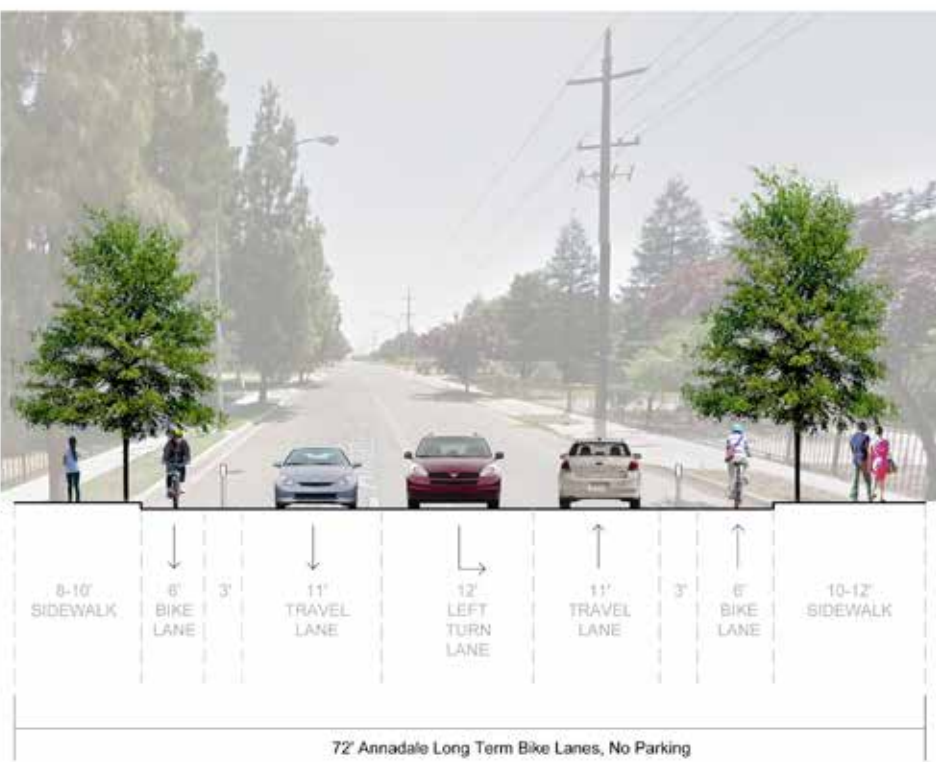 8-10'
SIDEWALK
6'
BIKE
LANE
3'
11'
TRAVEL
LANE
12'
LEFT
TURN
LANE
11'
TRAVEL
LANE
3'
6'
BIKE
LANE
10-12'
SIDEWALK
72' Annadale Long Term Bike Lanes, No Parking